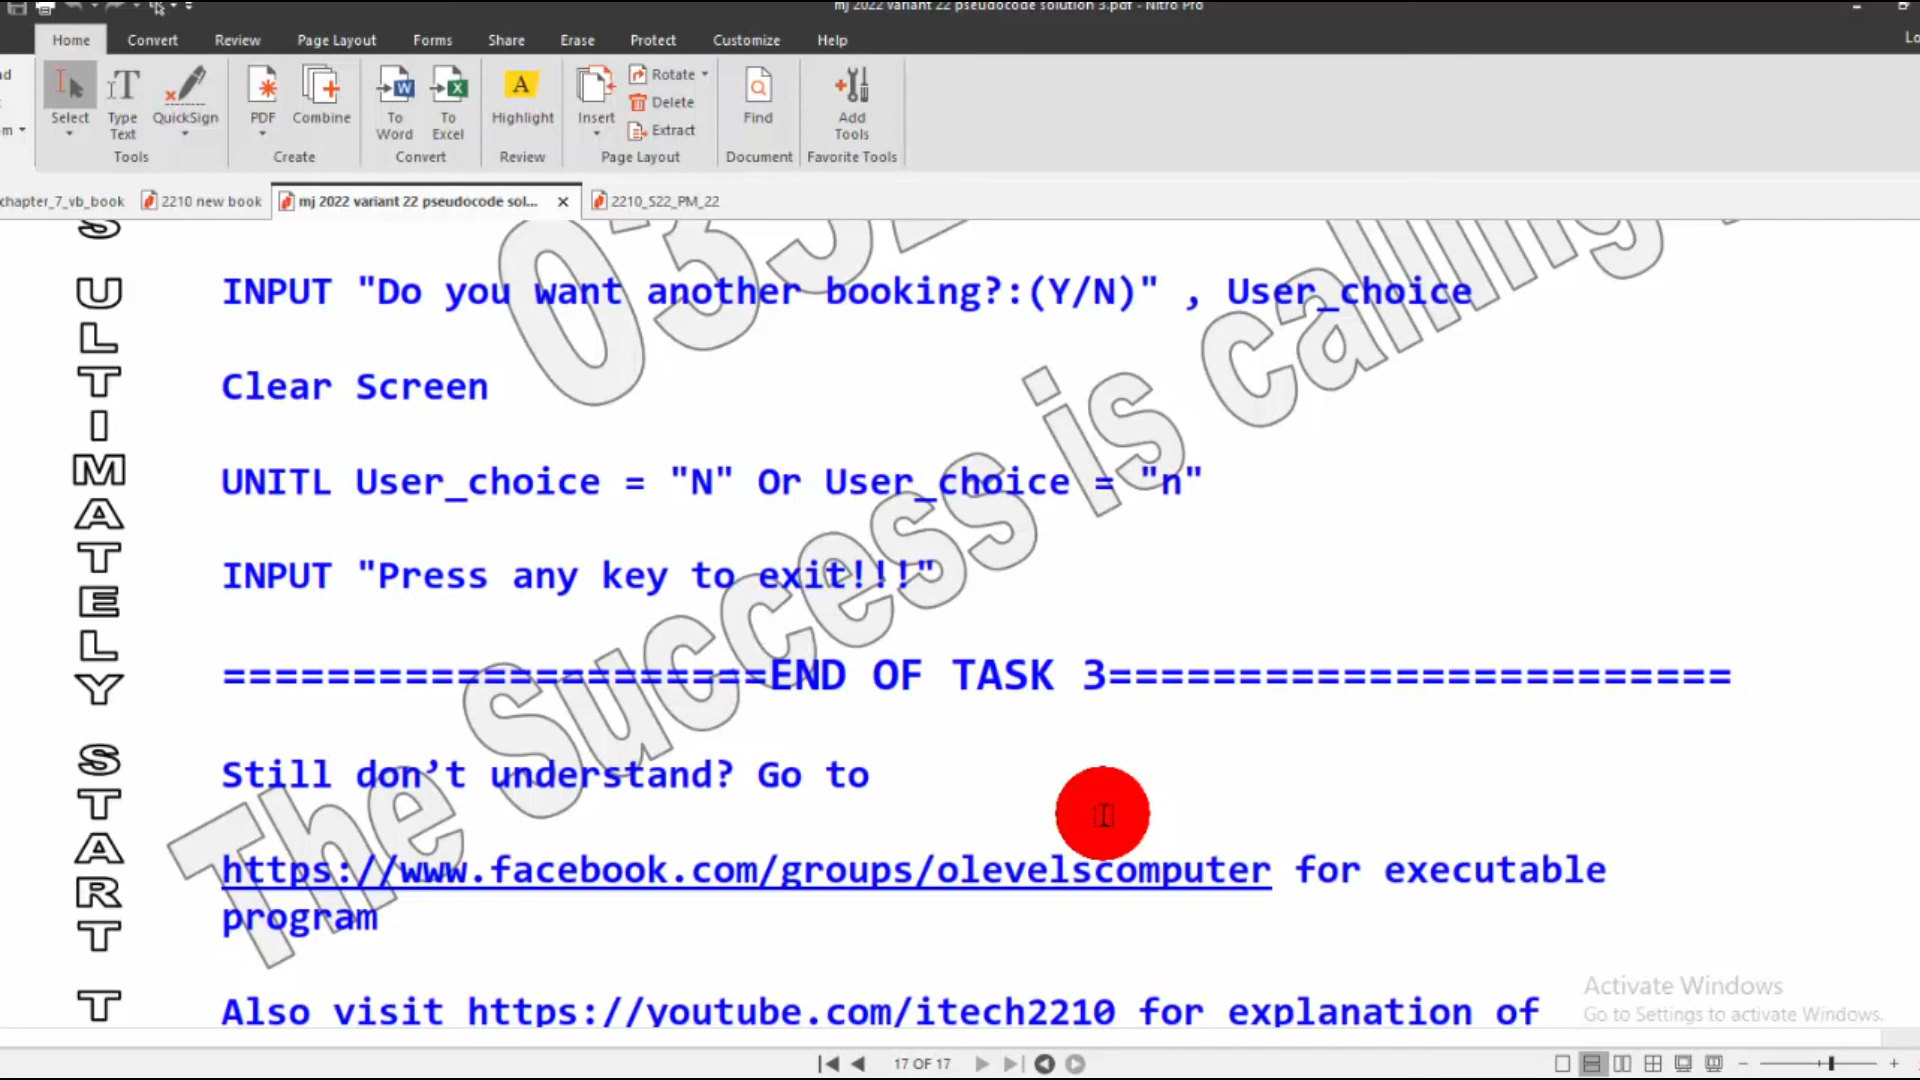 mj 2022 variant 22 pseudocode solution 3.pdf - Nitro Pro
Home Convert Review Page Layout Forms Share Erase Protect Customize Help
Select Type Text QuickSign PDF Combine To Word To Excel Highlight Insert Rotate Delete Extract Find Add Tools
Tools Create Convert Review Page Layout Document Favorite Tools
chapter_7_vb_book 2210 new book mj 2022 variant 22 pseudocode sol... 2210_S22_PM_22
INPUT "Do you want another booking?:(Y/N)" , User_choice
Clear Screen
UNITL User_choice = "N" Or User_choice = "n"
INPUT "Press any key to exit!!!"
=====================END OF TASK 3========================
Still don’t understand? Go to
https://www.facebook.com/groups/olevelscomputer for executable
program
Also visit https://youtube.com/itech2210 for explanation of
S ULTIMATELY START T
The Success is calling
Activate Windows
Go to Settings to activate Windows.
17 OF 17